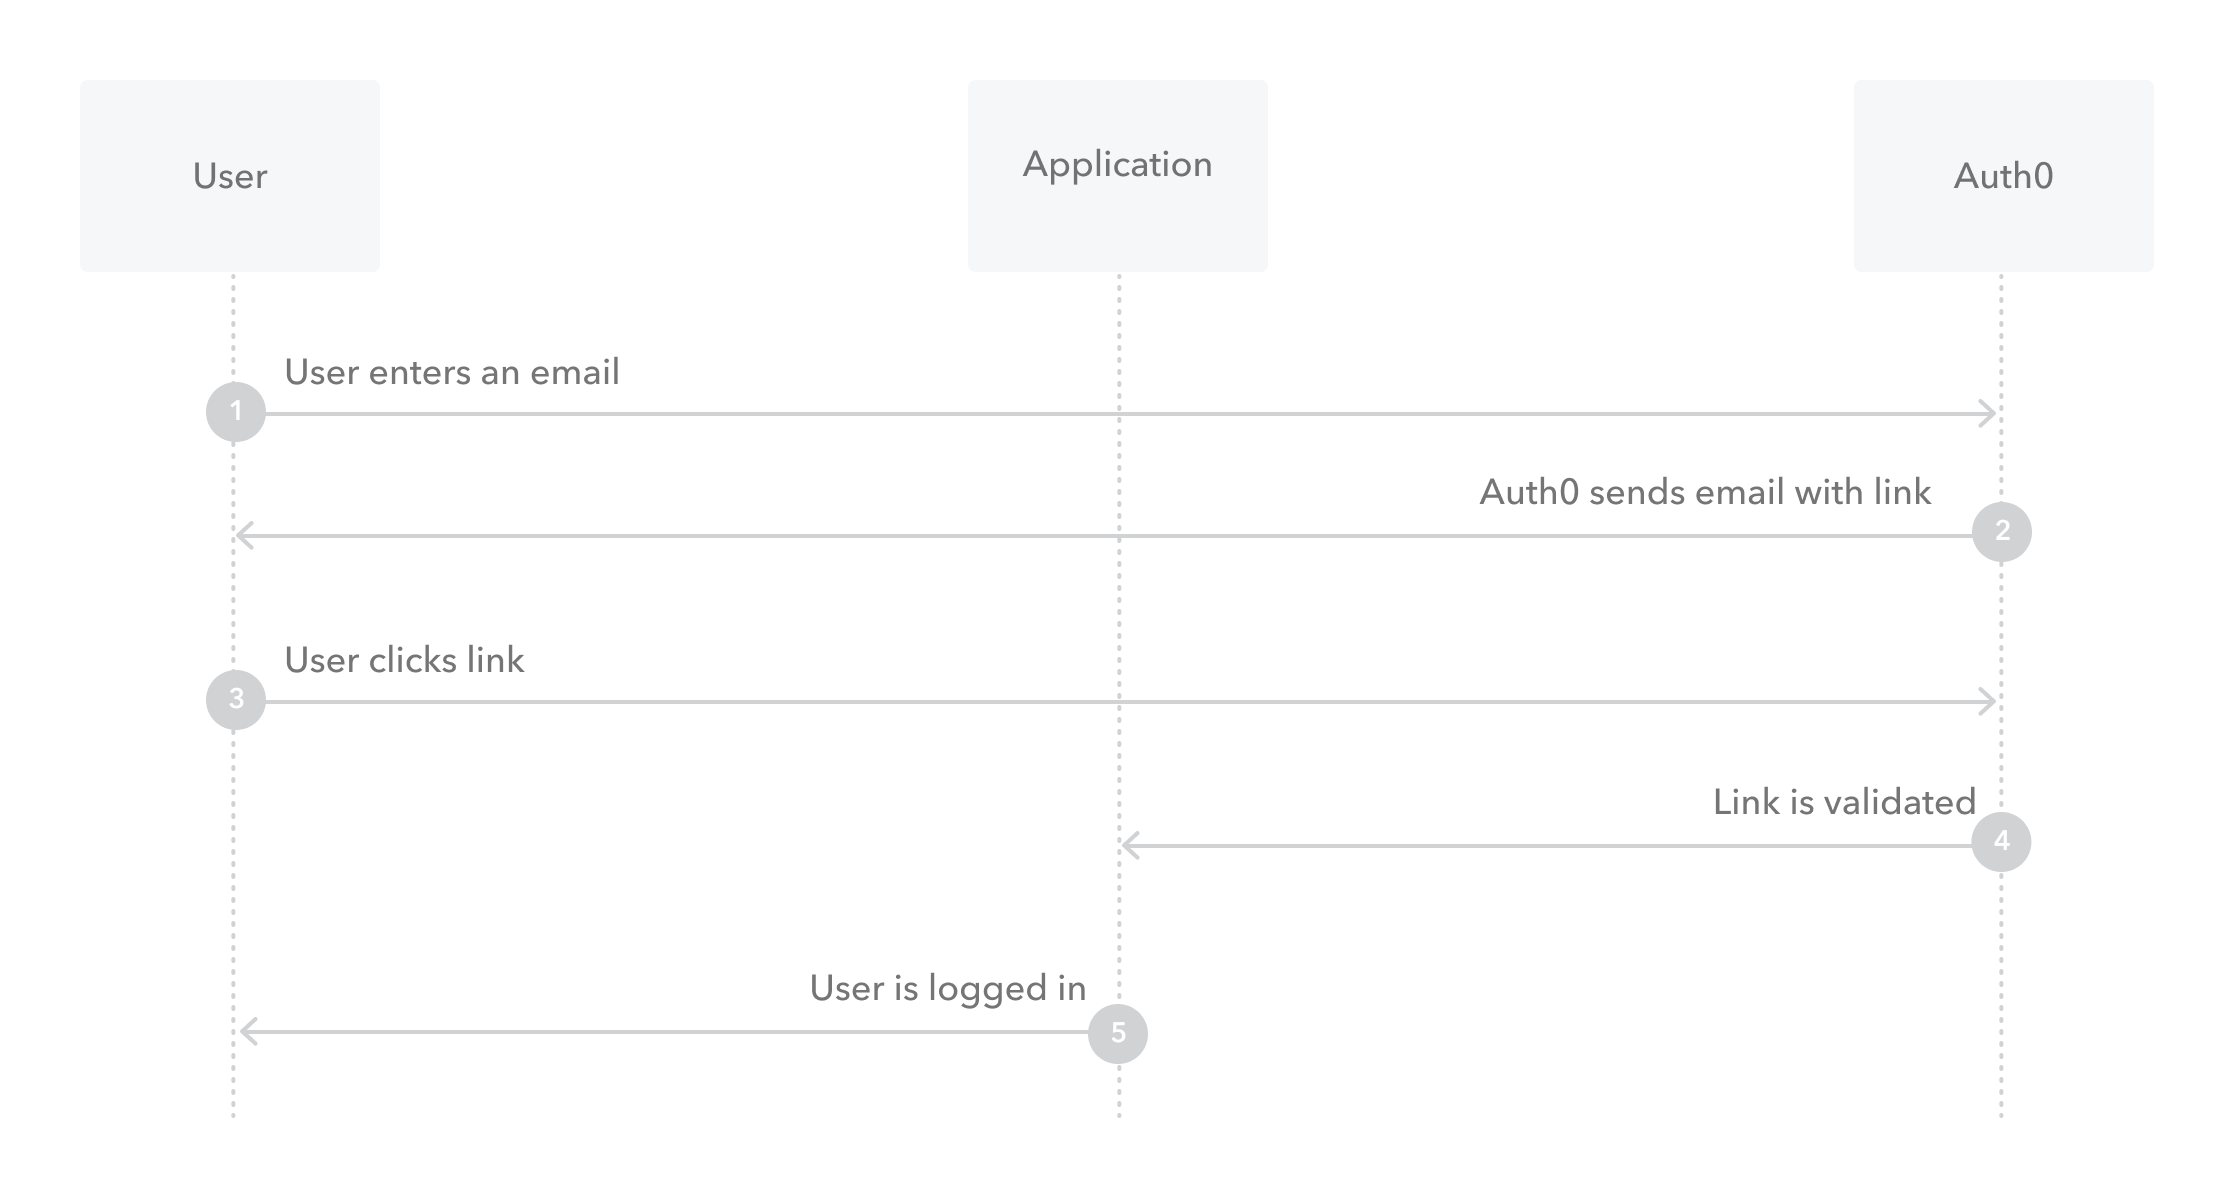 User
Application
Auth0
User enters an email
1
Auth0 sends email with link
2
User clicks link
3
Link is validated
4
User is logged in
5